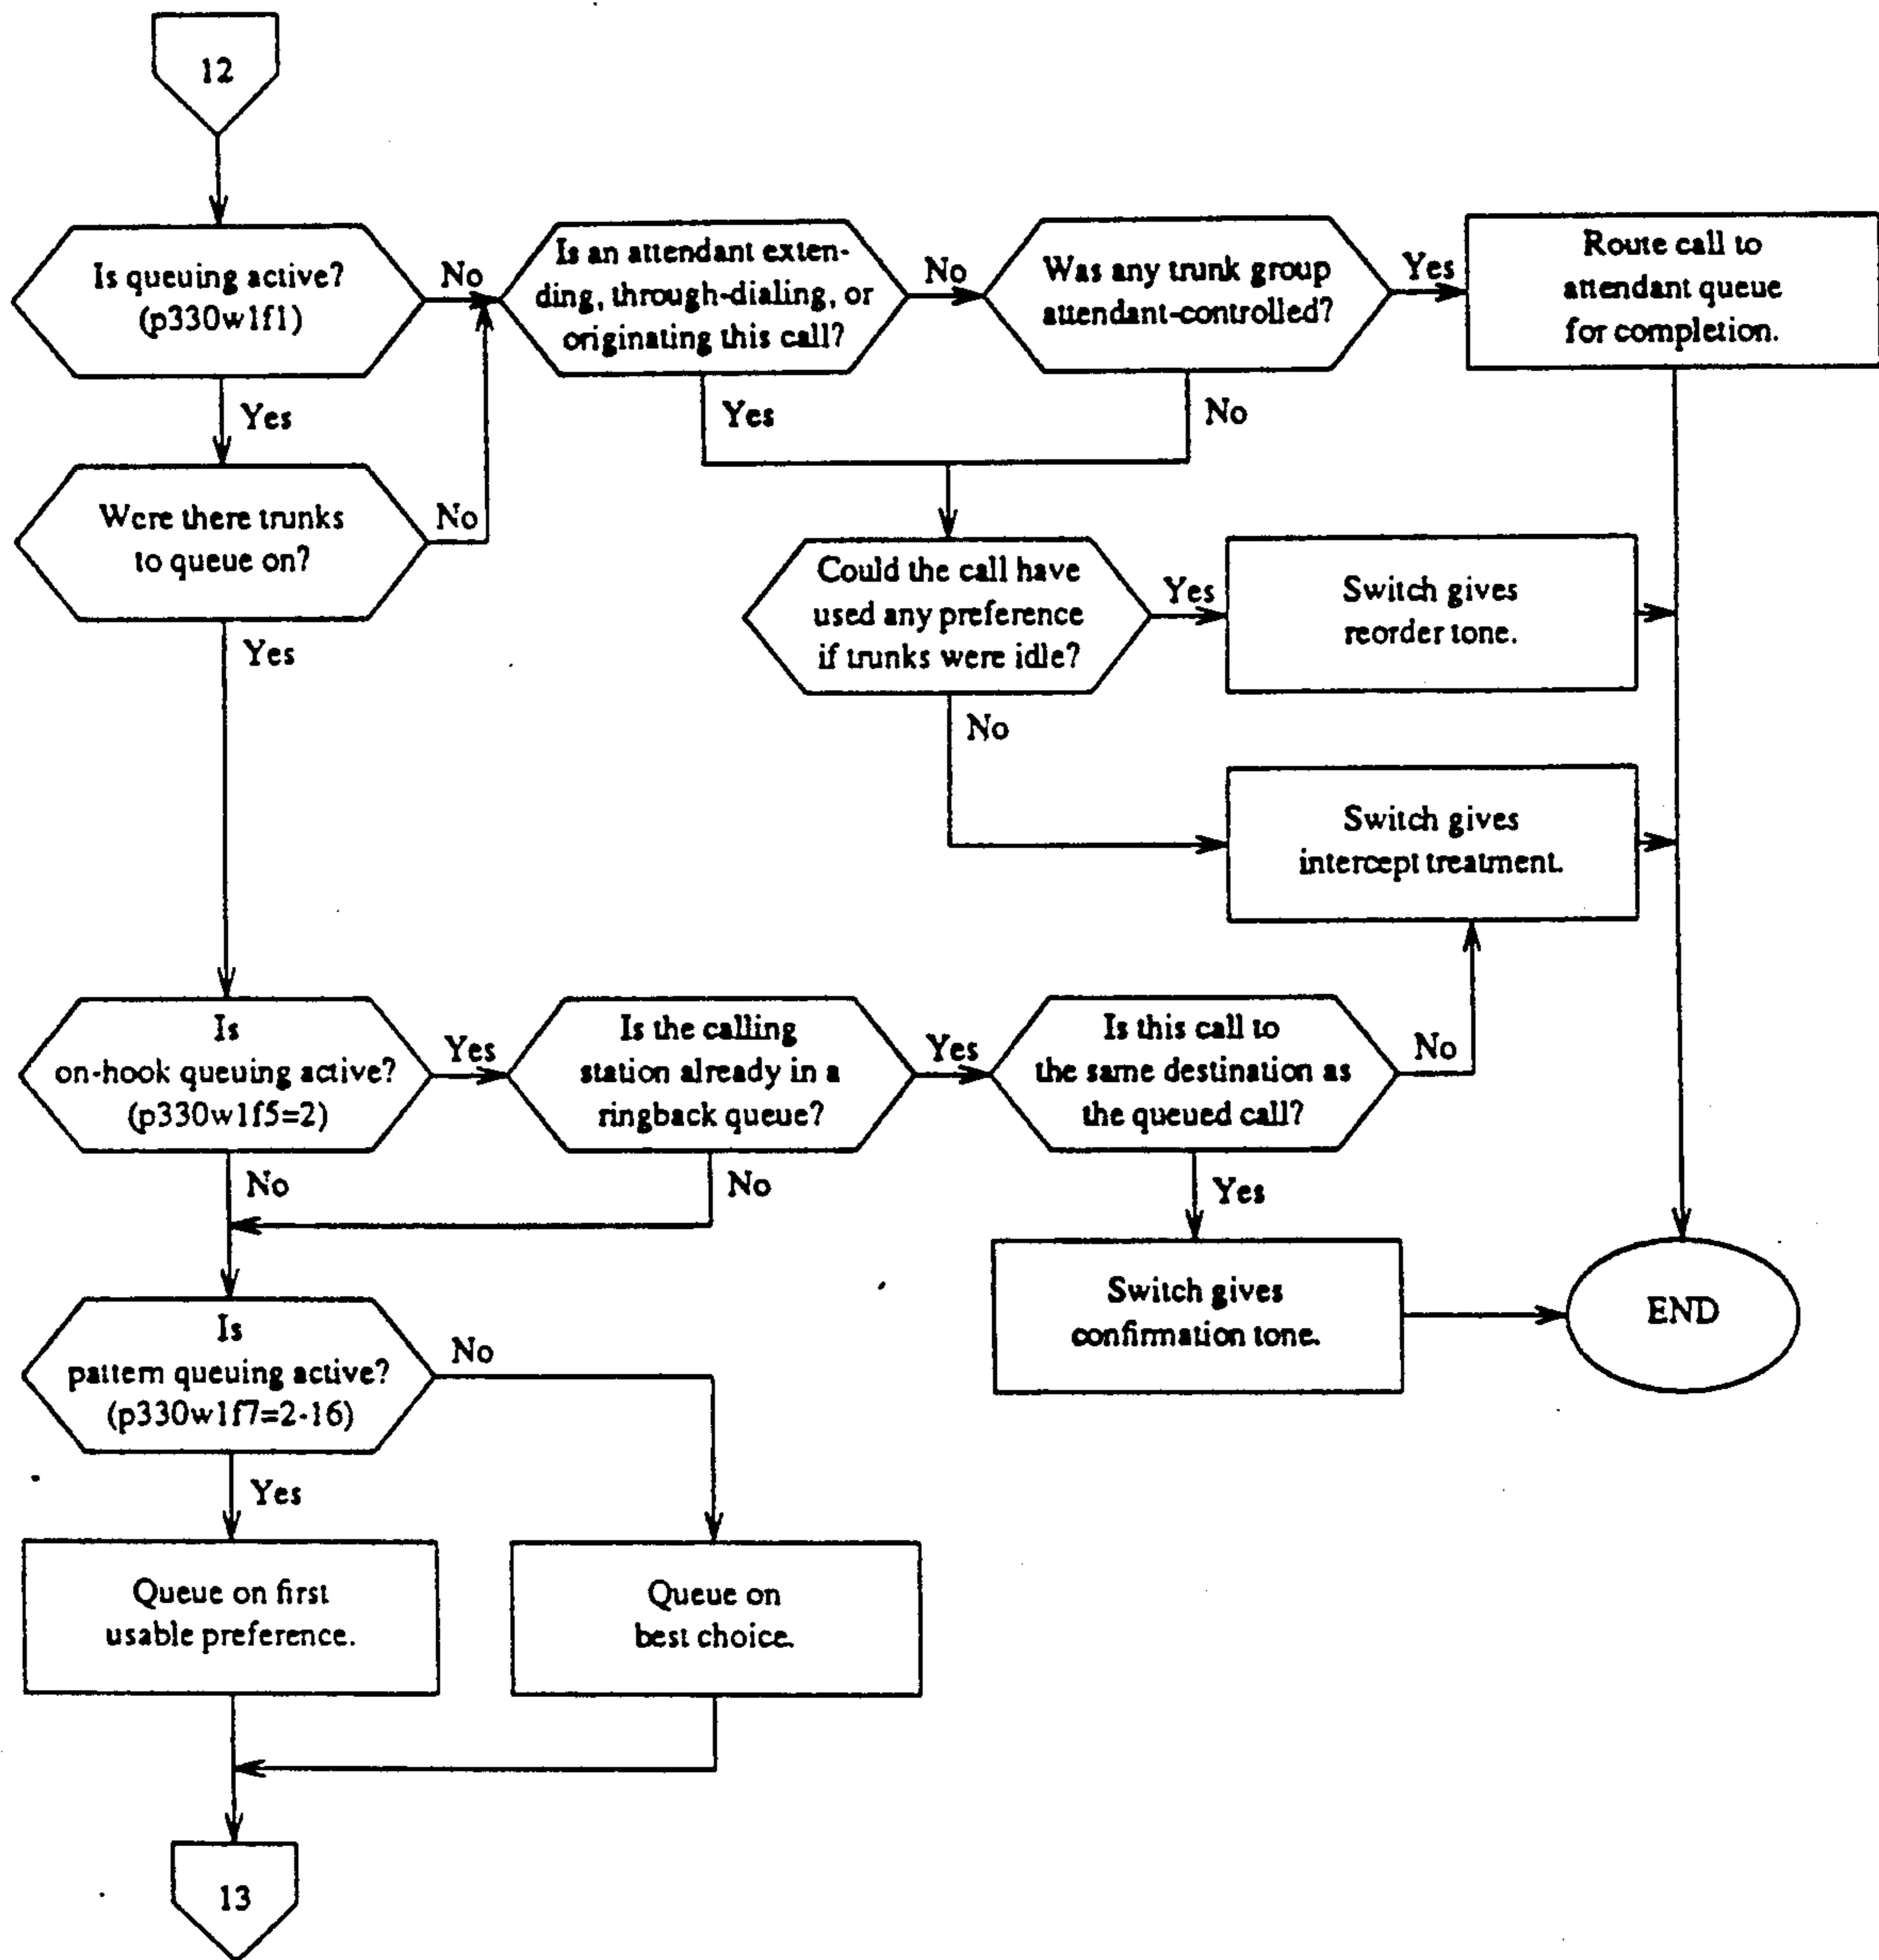 12
Is queuing active?
(p330w1f1)
No
Is an attendant exten-
ding, through-dialing, or
originating this call?
No
Was any trunk group
attendant-controlled?
Yes
Route call to
attendant queue
for completion.
Yes
Yes
No
Were there trunks
to queue on?
No
Could the call have
used any preference
if trunks were idle?
Yes
Switch gives
reorder tone.
Yes
No
Switch gives
intercept treatment.
Is
on-hook queuing active?
(p330w1f5=2)
Yes
Is the calling
station already in a
ringback queue?
Yes
Is this call to
the same destination as
the queued call?
No
No
No
Yes
Switch gives
confirmation tone.
END
Is
pattern queuing active?
(p330w1f7=2-16)
No
Yes
Queue on first
usable preference.
Queue on
best choice.
13